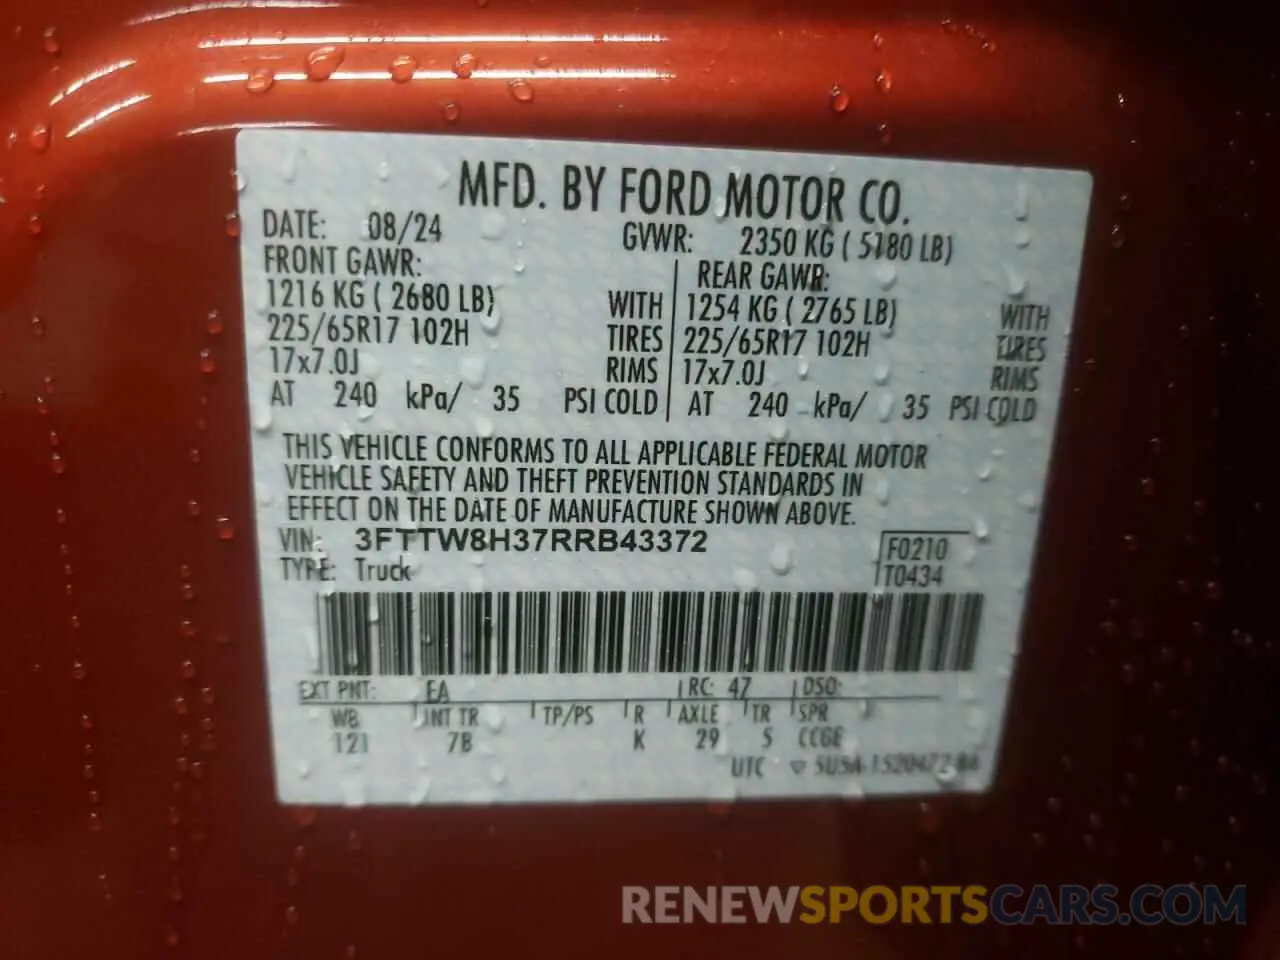 MFD. BY FORD MOTOR CO.
DATE: 08/24 GVWR: 2350 KG ( 5180 LB)
FRONT GAWR: REAR GAWR:
1216 KG ( 2680 LB) WITH 1254 KG ( 2765 LB) WITH
225/65R17 102H TIRES 225/65R17 102H TIRES
17x7.0J RIMS 17x7.0J RIMS
AT 240 kPa/ 35 PSI COLD AT 240 kPa/ 35 PSI COLD
THIS VEHICLE CONFORMS TO ALL APPLICABLE FEDERAL MOTOR
VEHICLE SAFETY AND THEFT PREVENTION STANDARDS IN
EFFECT ON THE DATE OF MANUFACTURE SHOWN ABOVE.
VIN: 3FTTW8H37RRB43372 F0210
TYPE: Truck T0434
EXT PNT: EA RC: 47 DSO:
WB INT TR TP/PS R AXLE TR SPR
121 7B K 29 5 CCGE
UTC
RENEWSPORTSCARS.COM